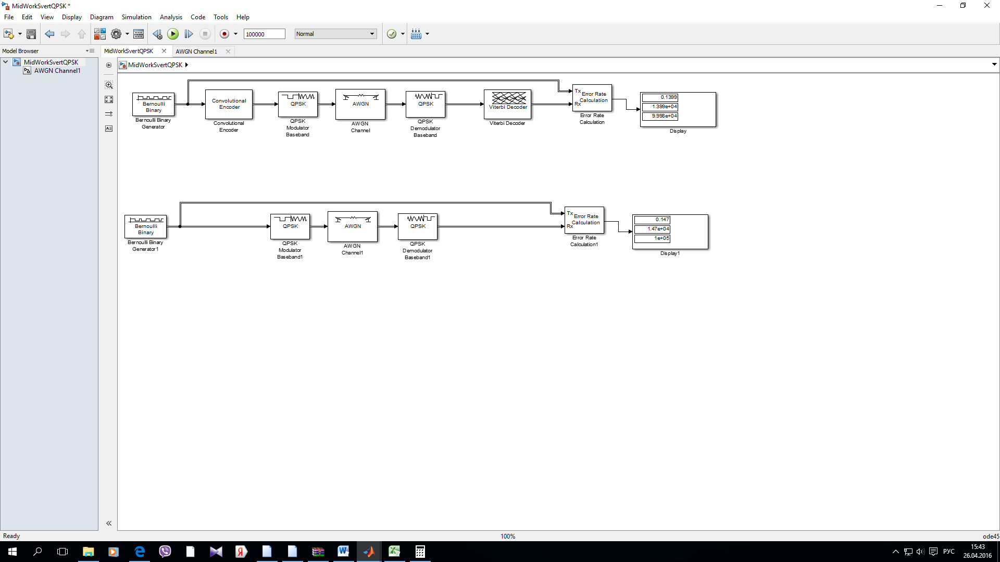 MidWorkSvertQPSK *
File Edit View Display Diagram Simulation Analysis Code Tools Help
100000
Normal
Model Browser
MidWorkSvertQPSK
AWGN Channel1
MidWorkSvertQPSK
AWGN Channel1
MidWorkSvertQPSK
Bernoulli
Binary
Bernoulli Binary
Generator
Convolutional
Encoder
Convolutional
Encoder
QPSK
QPSK
Modulator
Baseband
AWGN
AWGN
Channel
QPSK
QPSK
Demodulator
Baseband
Viterbi Decoder
Viterbi Decoder
Tx
Rx
Error Rate
Calculation
Error Rate
Calculation
0.1399
1.399e+04
9.998e+04
Display
Bernoulli
Binary
Bernoulli Binary
Generator1
QPSK
QPSK
Modulator
Baseband1
AWGN
AWGN
Channel1
QPSK
QPSK
Demodulator
Baseband1
Tx
Rx
Error Rate
Calculation
Error Rate
Calculation1
0.147
1.47e+04
1e+05
Display1
Ready
100%
ode45
РУС
15:43
26.04.2016